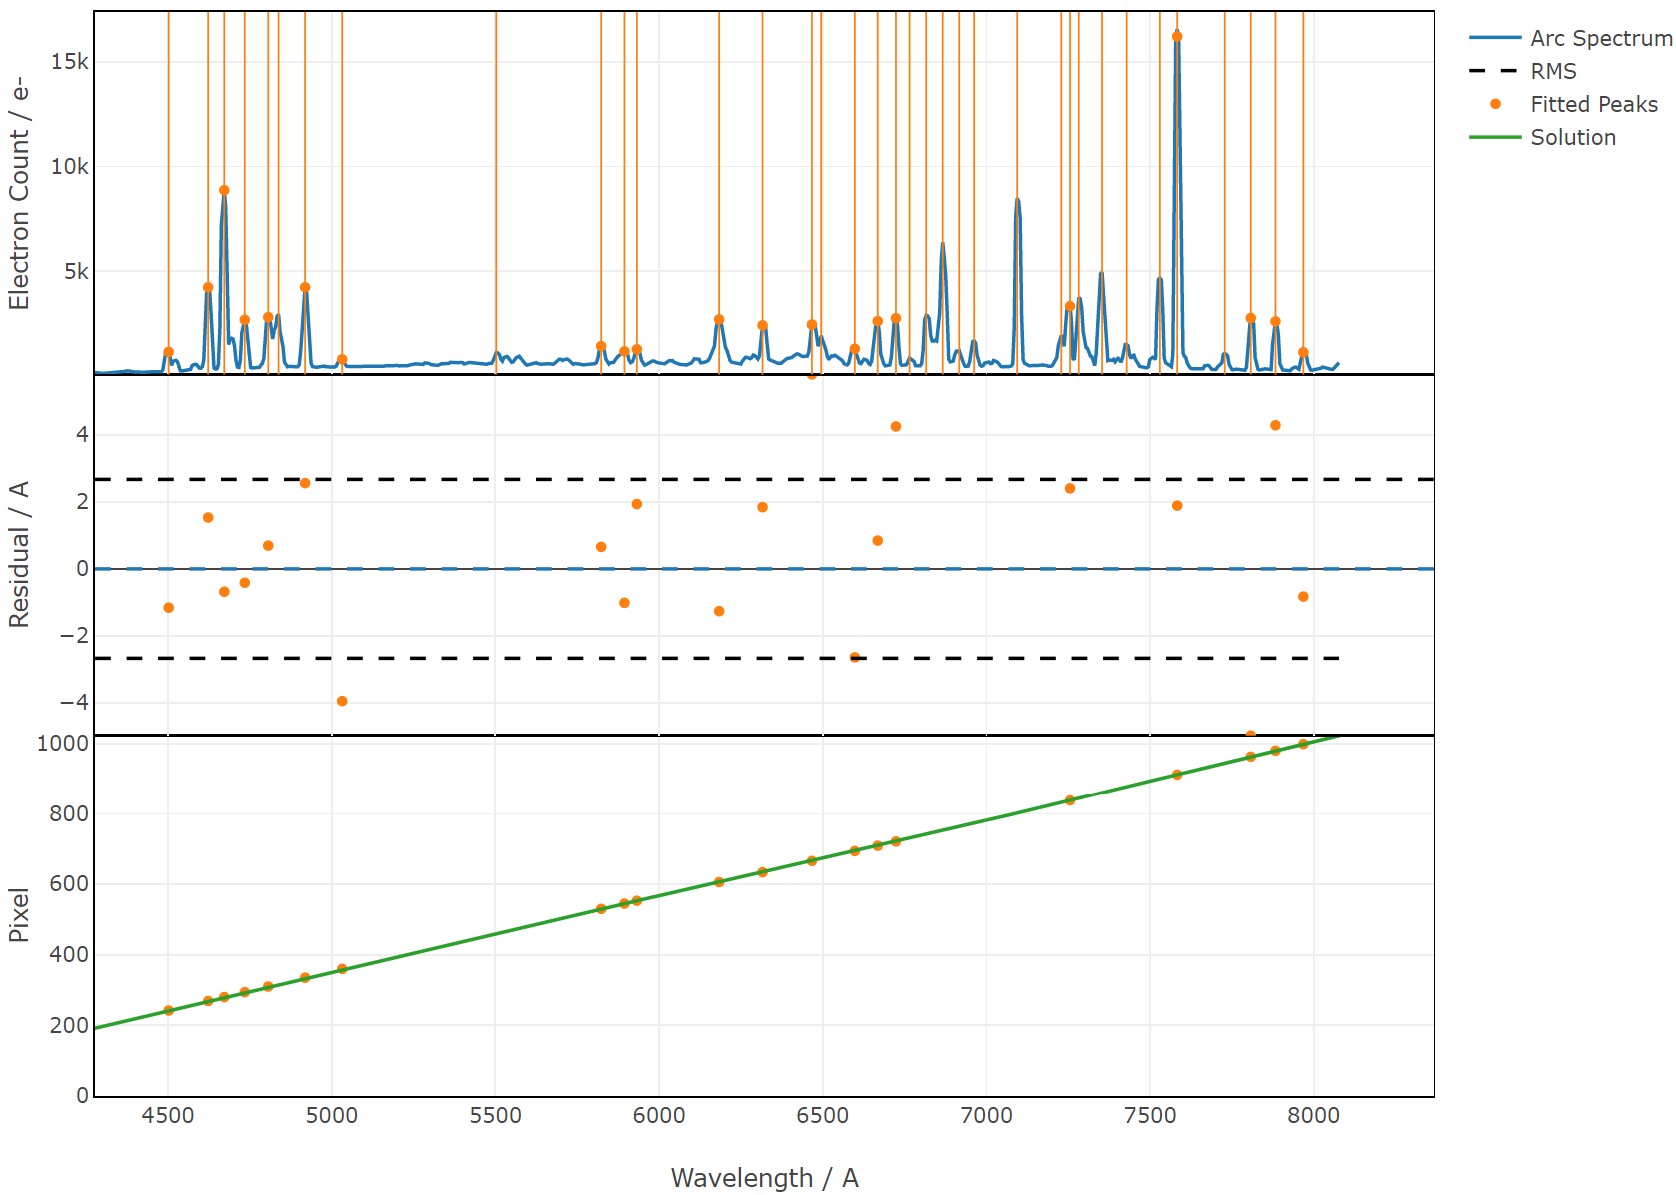 Electron Count / e-
15k
10k
5k
Arc Spectrum
RMS
Fitted Peaks
Solution
Residual / A
4
2
0
−2
−4
Pixel
1000
800
600
400
200
0
4500 5000 5500 6000 6500 7000 7500 8000
Wavelength / A